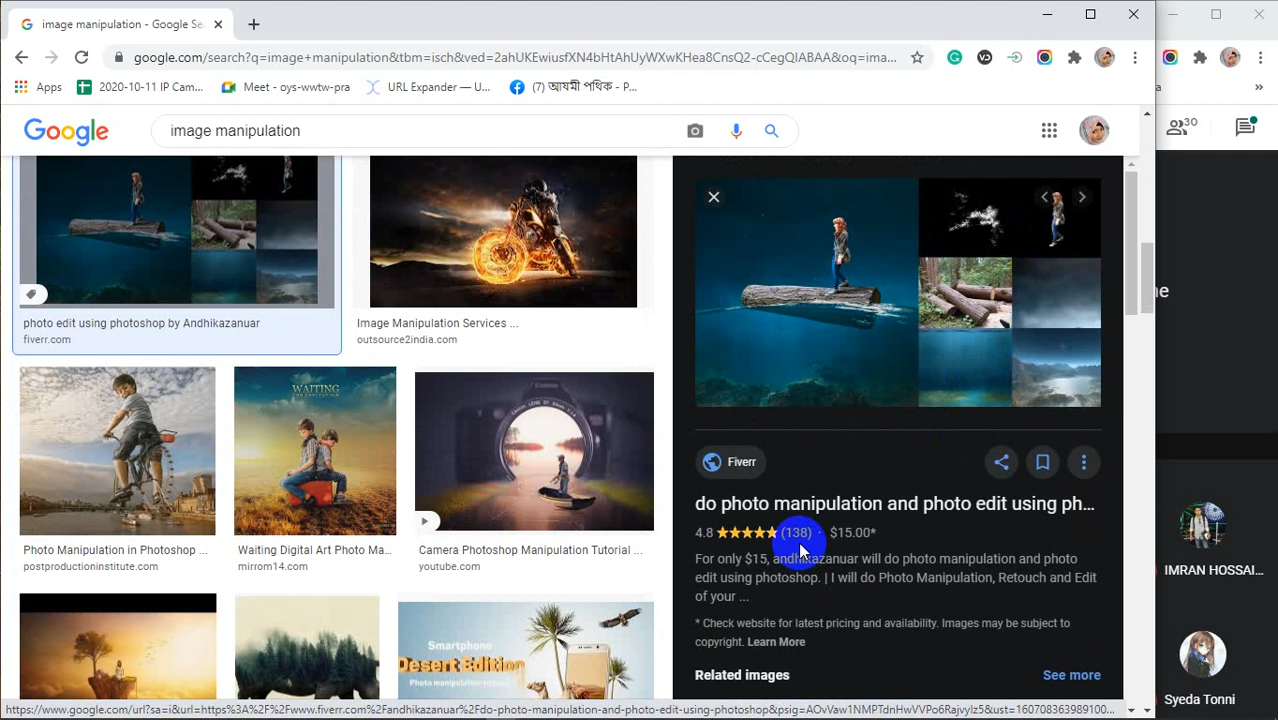 image manipulation - Google Se
google.com/search?q=image+manipulation&tbm=isch&ved=2ahUKEwiusfXN4bHtAhUyWXwKHea8CnsQ2-cCegQIABAA&oq=ima...
Apps
2020-10-11 IP Cam...
Meet - oys-wwtw-pra
URL Expander — U...
(7) আযমী পথিক - P...
»
Google
image manipulation
30
photo edit using photoshop by Andhikazanuar
fiverr.com
Image Manipulation Services ...
outsource2india.com
WAITING
Photo Manipulation in Photoshop ...
postproductioninstitute.com
Waiting Digital Art Photo Ma...
mirrom14.com
Camera Photoshop Manipulation Tutorial ...
youtube.com
Smartphone
Desert Edition
Fiverr
do photo manipulation and photo edit using ph...
4.8 ★★★★★ (138) · $15.00*
For only $15, andhikazanuar will do photo manipulation and photo
edit using photoshop. | I will do Photo Manipulation, Retouch and Edit
of your ...
* Check website for latest pricing and availability. Images may be subject to
copyright. Learn More
Related images
See more
IMRAN HOSSAI...
Syeda Tonni
https://www.google.com/url?sa=i&url=https%3A%2F%2Fwww.fiverr.com%2Fandhikazanuar%2Fdo-photo-manipulation-and-photo-edit-using-photoshop&psig=AOvVaw1NMPTdnHwVVPo6Rajvylz5&ust=160708363989100...